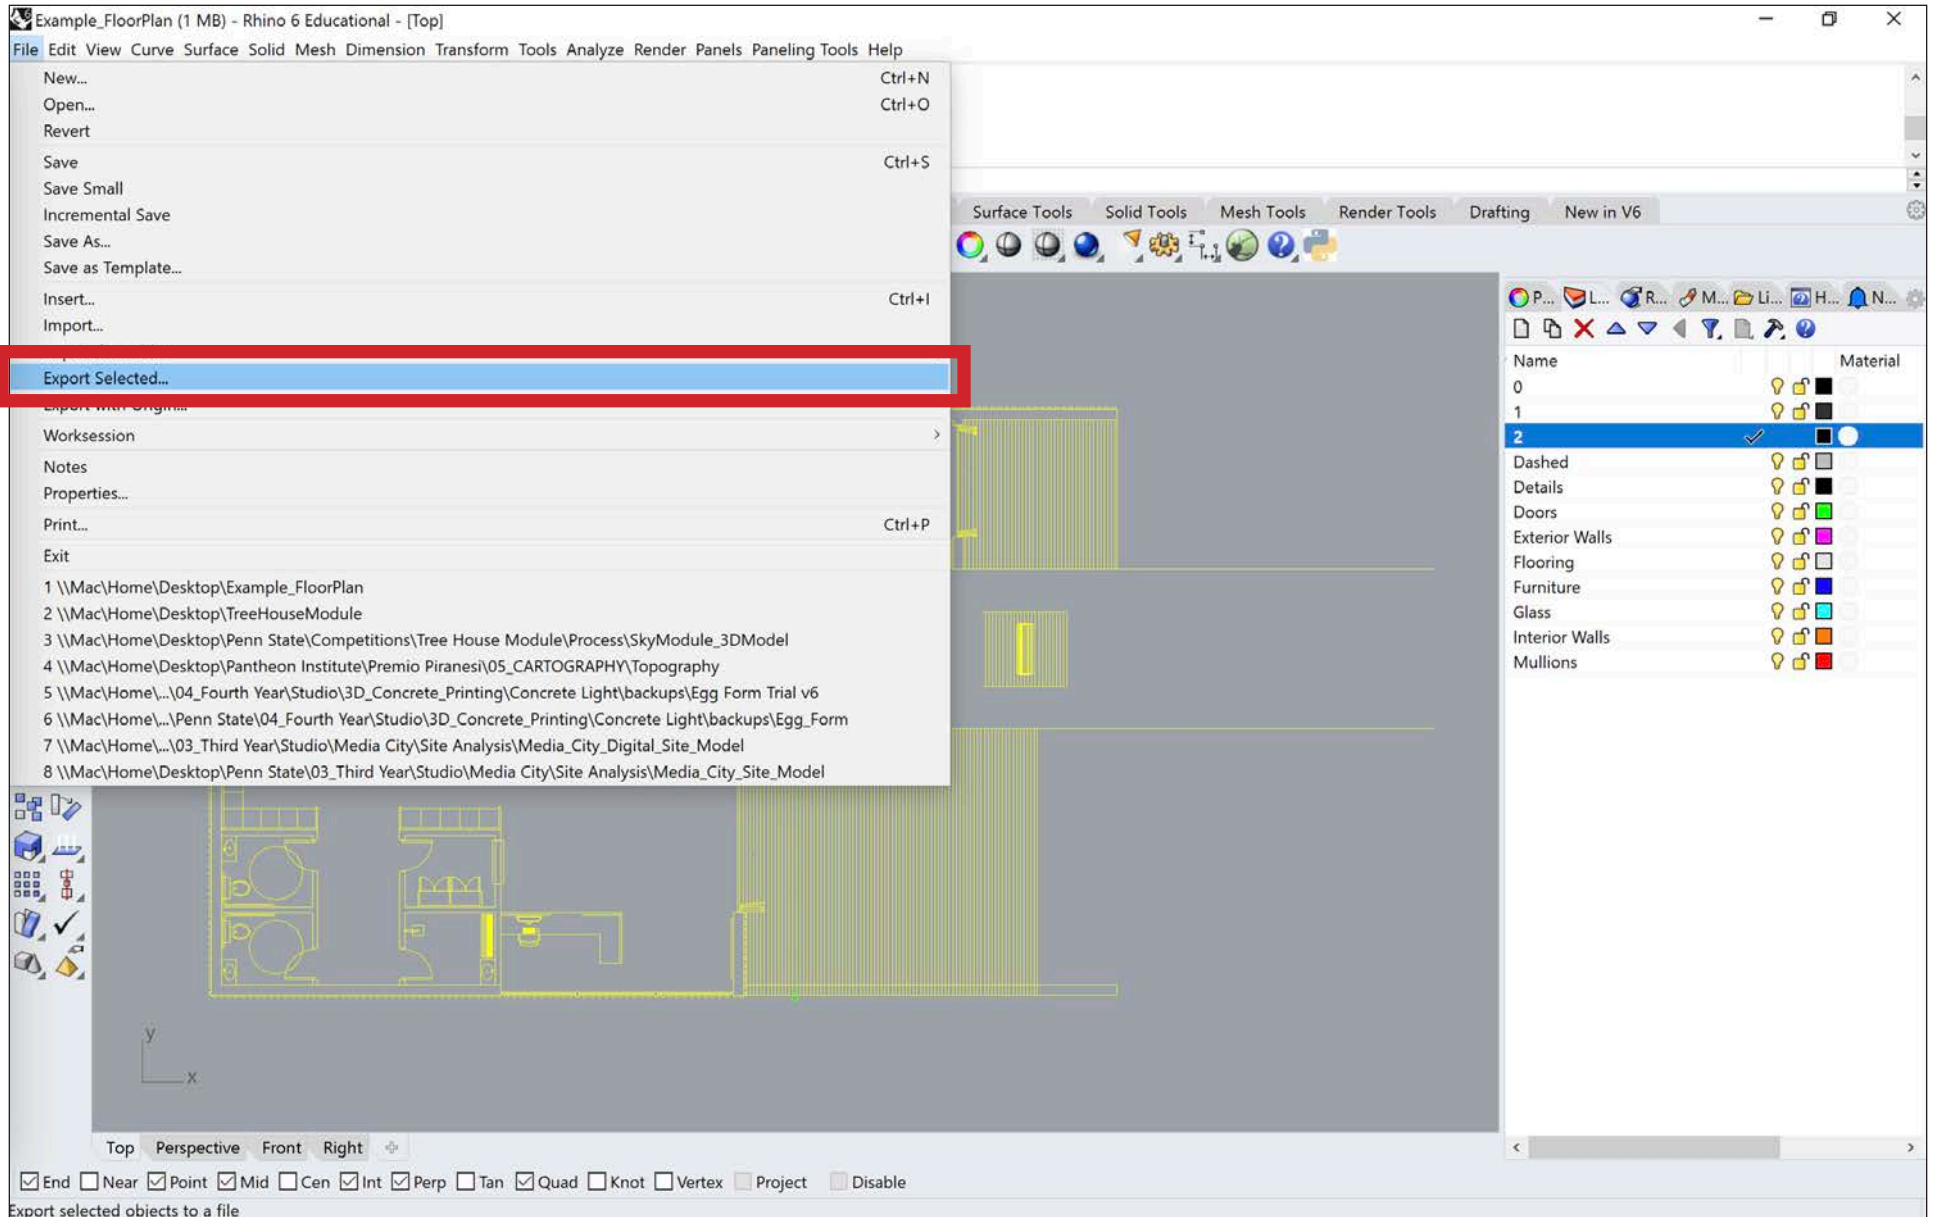 Example_FloorPlan (1 MB) - Rhino 6 Educational - [Top]
File Edit View Curve Surface Solid Mesh Dimension Transform Tools Analyze Render Panels Paneling Tools Help
New... Ctrl+N
Open... Ctrl+O
Revert
Save Ctrl+S
Save Small
Incremental Save
Save As...
Save as Template...
Insert... Ctrl+I
Import...
Export Selected...
Export with Origin...
Worksession
Notes
Properties...
Print... Ctrl+P
Exit
1 \\Mac\Home\Desktop\Example_FloorPlan
2 \\Mac\Home\Desktop\TreeHouseModule
3 \\Mac\Home\Desktop\Penn State\Competitions\Tree House Module\Process\SkyModule_3DModel
4 \\Mac\Home\Desktop\Pantheon Institute\Premio Piranesi\05_CARTOGRAPHY\Topography
5 \\Mac\Home\...\04_Fourth Year\Studio\3D_Concrete_Printing\Concrete Light\backups\Egg Form Trial v6
6 \\Mac\Home\...\Penn State\04_Fourth Year\Studio\3D_Concrete_Printing\Concrete Light\backups\Egg_Form
7 \\Mac\Home\...\03_Third Year\Studio\Media City\Site Analysis\Media_City_Digital_Site_Model
8 \\Mac\Home\Desktop\Penn State\03_Third Year\Studio\Media City\Site Analysis\Media_City_Site_Model
Surface Tools Solid Tools Mesh Tools Render Tools Drafting New in V6
P... L... R... M... Li... H... N...
Name Material
0
1
2
Dashed
Details
Doors
Exterior Walls
Flooring
Furniture
Glass
Interior Walls
Mullions
y
x
Top Perspective Front Right
End Near Point Mid Cen Int Perp Tan Quad Knot Vertex Project Disable
Export selected objects to a file